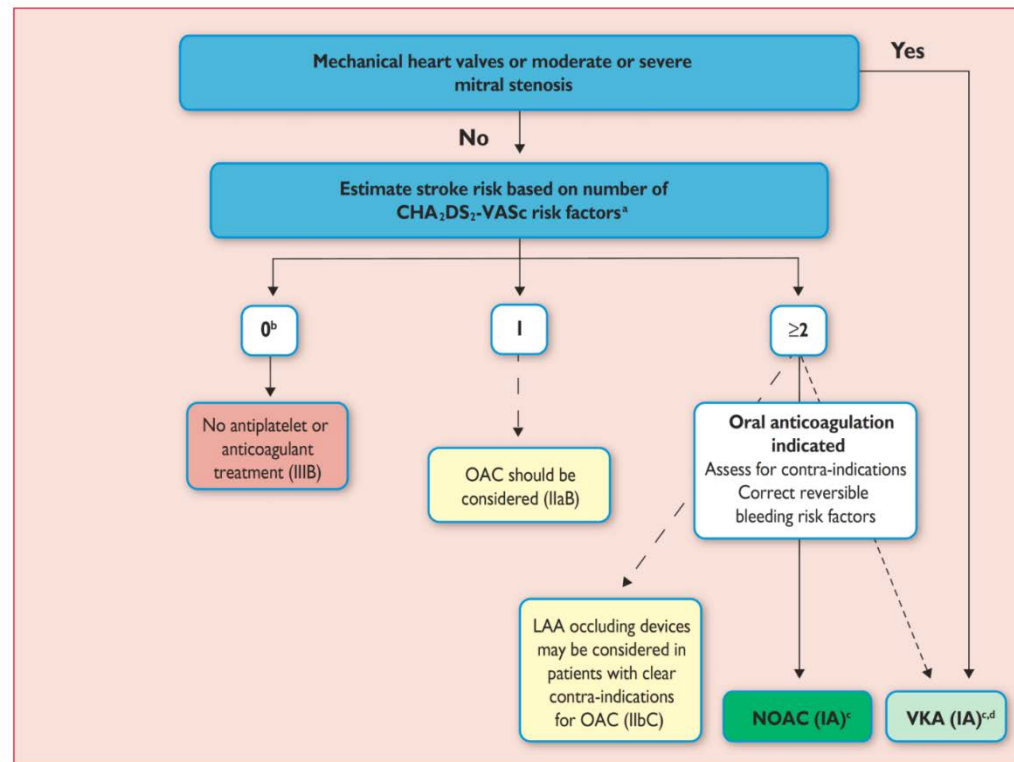 Mechanical heart valves or moderate or severe
mitral stenosis
Yes
No
Estimate stroke risk based on number of
CHA₂DS₂-VASc risk factorsᵃ
0ᵇ
1
≥2
No antiplatelet or
anticoagulant
treatment (IIIB)
OAC should be
considered (IIaB)
Oral anticoagulation
indicated
Assess for contra-indications
Correct reversible
bleeding risk factors
LAA occluding devices
may be considered in
patients with clear
contra-indications
for OAC (IIbC)
NOAC (IA)ᶜ
VKA (IA)ᶜ,ᵈ